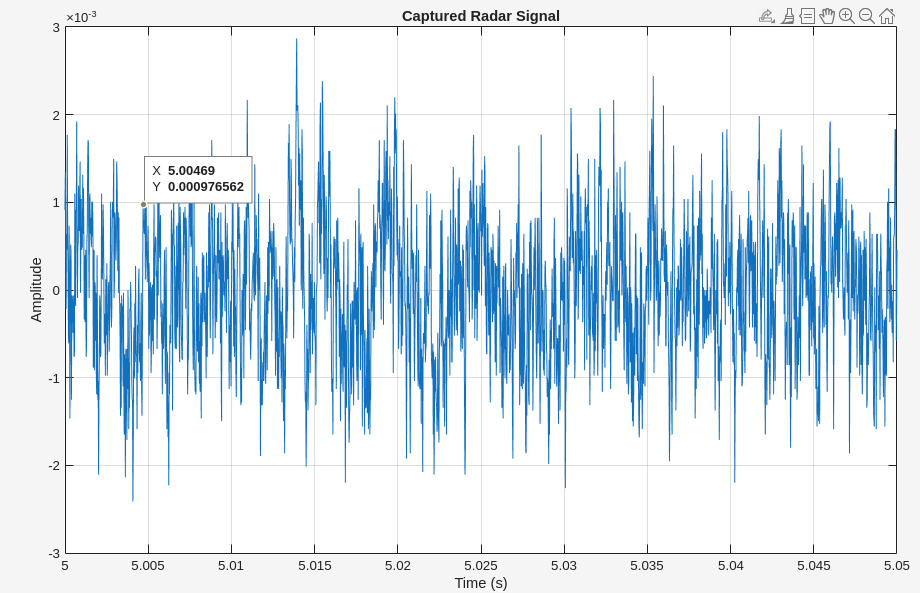 Captured Radar Signal
×10⁻³
3
2
1
0
-1
-2
-3
Amplitude
X 5.00469
Y 0.000976562
5 5.005 5.01 5.015 5.02 5.025 5.03 5.035 5.04 5.045 5.05
Time (s)